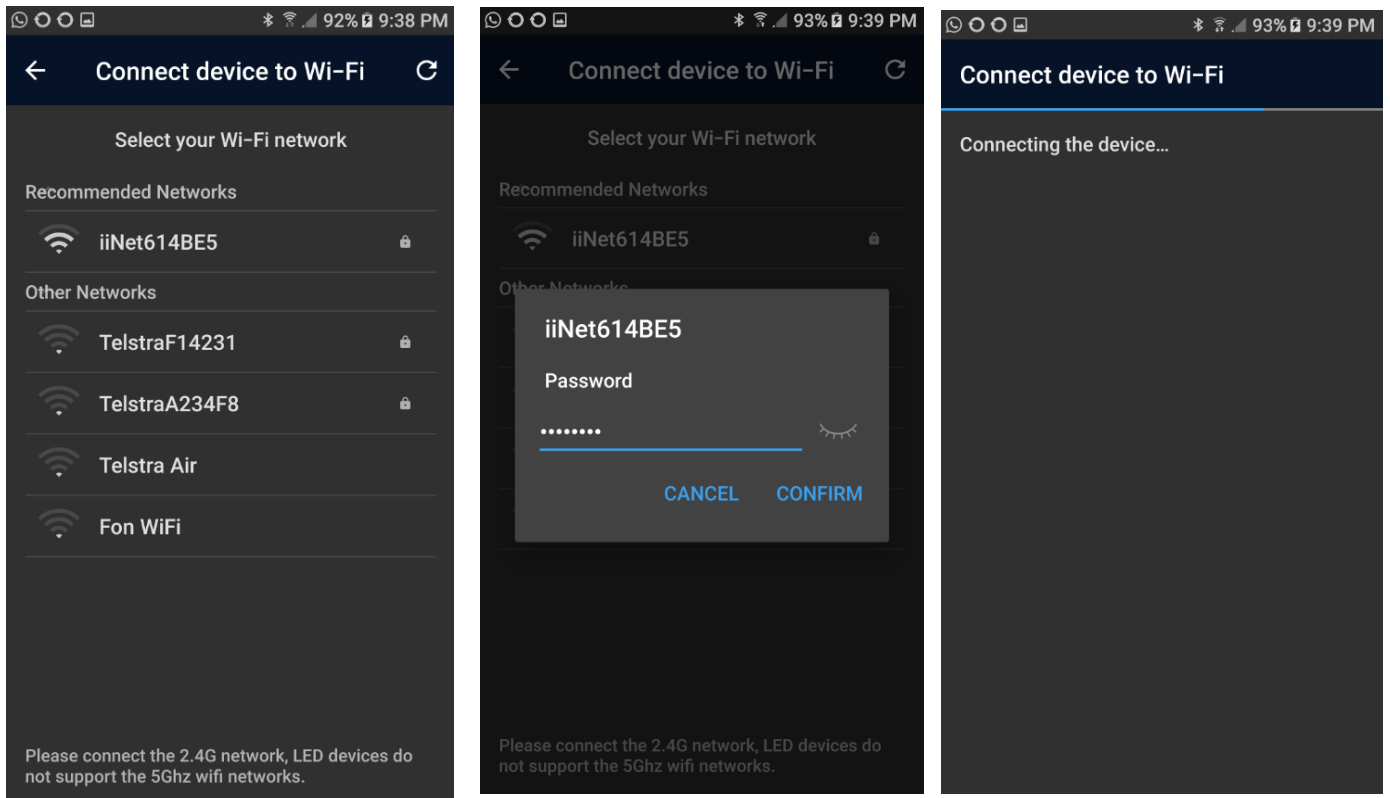 92% 9:38 PM
Connect device to Wi-Fi
Select your Wi-Fi network
Recommended Networks
iiNet614BE5
Other Networks
TelstraF14231
TelstraA234F8
Telstra Air
Fon WiFi
Please connect the 2.4G network, LED devices do
not support the 5Ghz wifi networks.
93% 9:39 PM
Connect device to Wi-Fi
Select your Wi-Fi network
Recommended Networks
iiNet614BE5
Other Networks
iiNet614BE5
Password
••••••••
CANCEL CONFIRM
Please connect the 2.4G network, LED devices do
not support the 5Ghz wifi networks.
93% 9:39 PM
Connect device to Wi-Fi
Connecting the device...